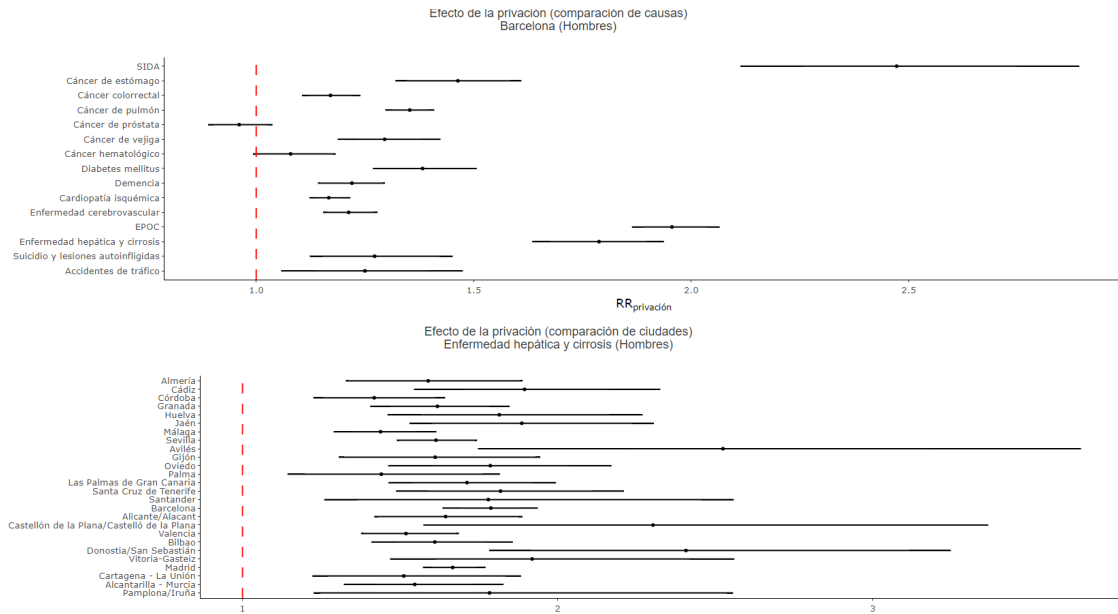 Efecto de la privación (comparación de causas)
Barcelona (Hombres)
SIDA
Cáncer de estómago
Cáncer colorrectal
Cáncer de pulmón
Cáncer de próstata
Cáncer de vejiga
Cáncer hematológico
Diabetes mellitus
Demencia
Cardiopatía isquémica
Enfermedad cerebrovascular
EPOC
Enfermedad hepática y cirrosis
Suicidio y lesiones autoinfligidas
Accidentes de tráfico
1.0 1.5 2.0 2.5
RRprivación
Efecto de la privación (comparación de ciudades)
Enfermedad hepática y cirrosis (Hombres)
Almería
Cádiz
Córdoba
Granada
Huelva
Jaén
Málaga
Sevilla
Avilés
Gijón
Oviedo
Palma
Las Palmas de Gran Canaria
Santa Cruz de Tenerife
Santander
Barcelona
Alicante/Alacant
Castellón de la Plana/Castelló de la Plana
Valencia
Bilbao
Donostia/San Sebastián
Vitoria-Gasteiz
Madrid
Cartagena - La Unión
Alcantarilla - Murcia
Pamplona/Iruña
1 2 3